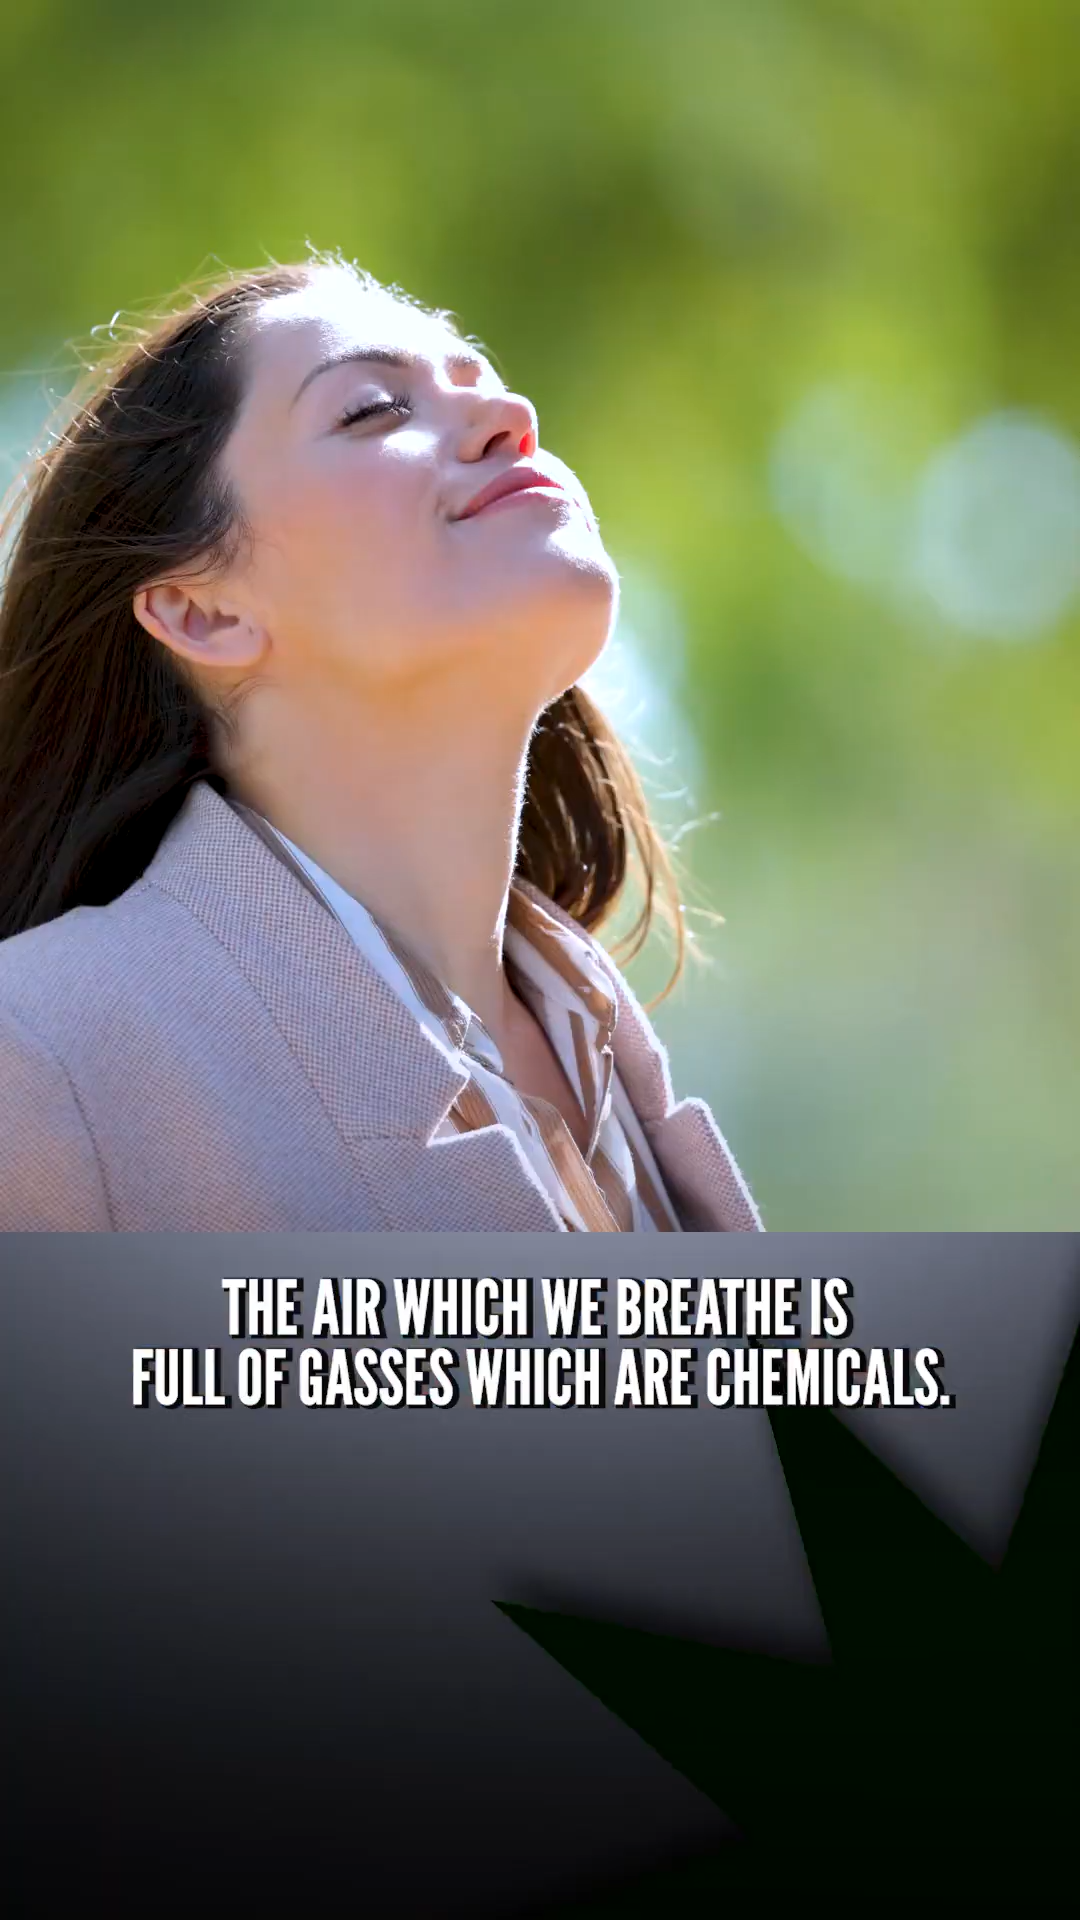 THE AIR WHICH WE BREATHE IS
FULL OF GASSES WHICH ARE CHEMICALS.